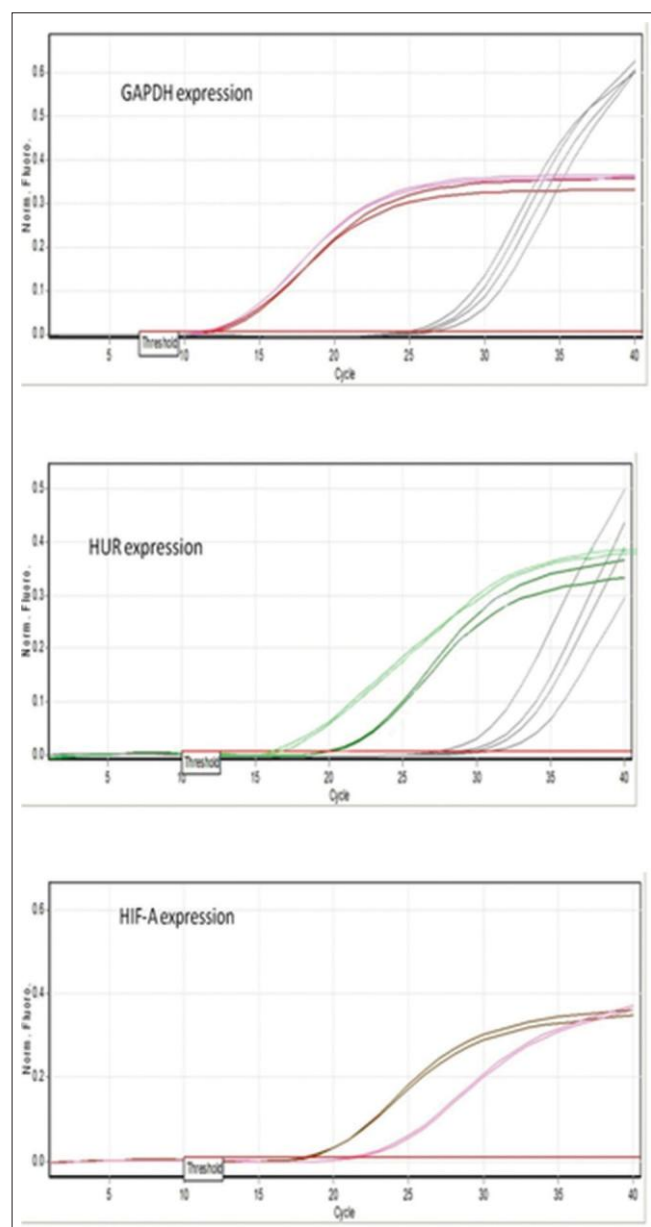 GAPDH expression
Norm. Fluoro.
0.6
0.5
0.4
0.3
0.2
0.1
0.0
Threshold
5 10 15 20 25 30 35 40
Cycle
HUR expression
Norm. Fluoro.
0.5
0.4
0.3
0.2
0.1
0.0
Threshold
5 10 15 20 25 30 35 40
Cycle
HIF-A expression
Norm. Fluoro.
0.6
0.4
0.2
0.0
Threshold
5 10 15 20 25 30 35 40
Cycle